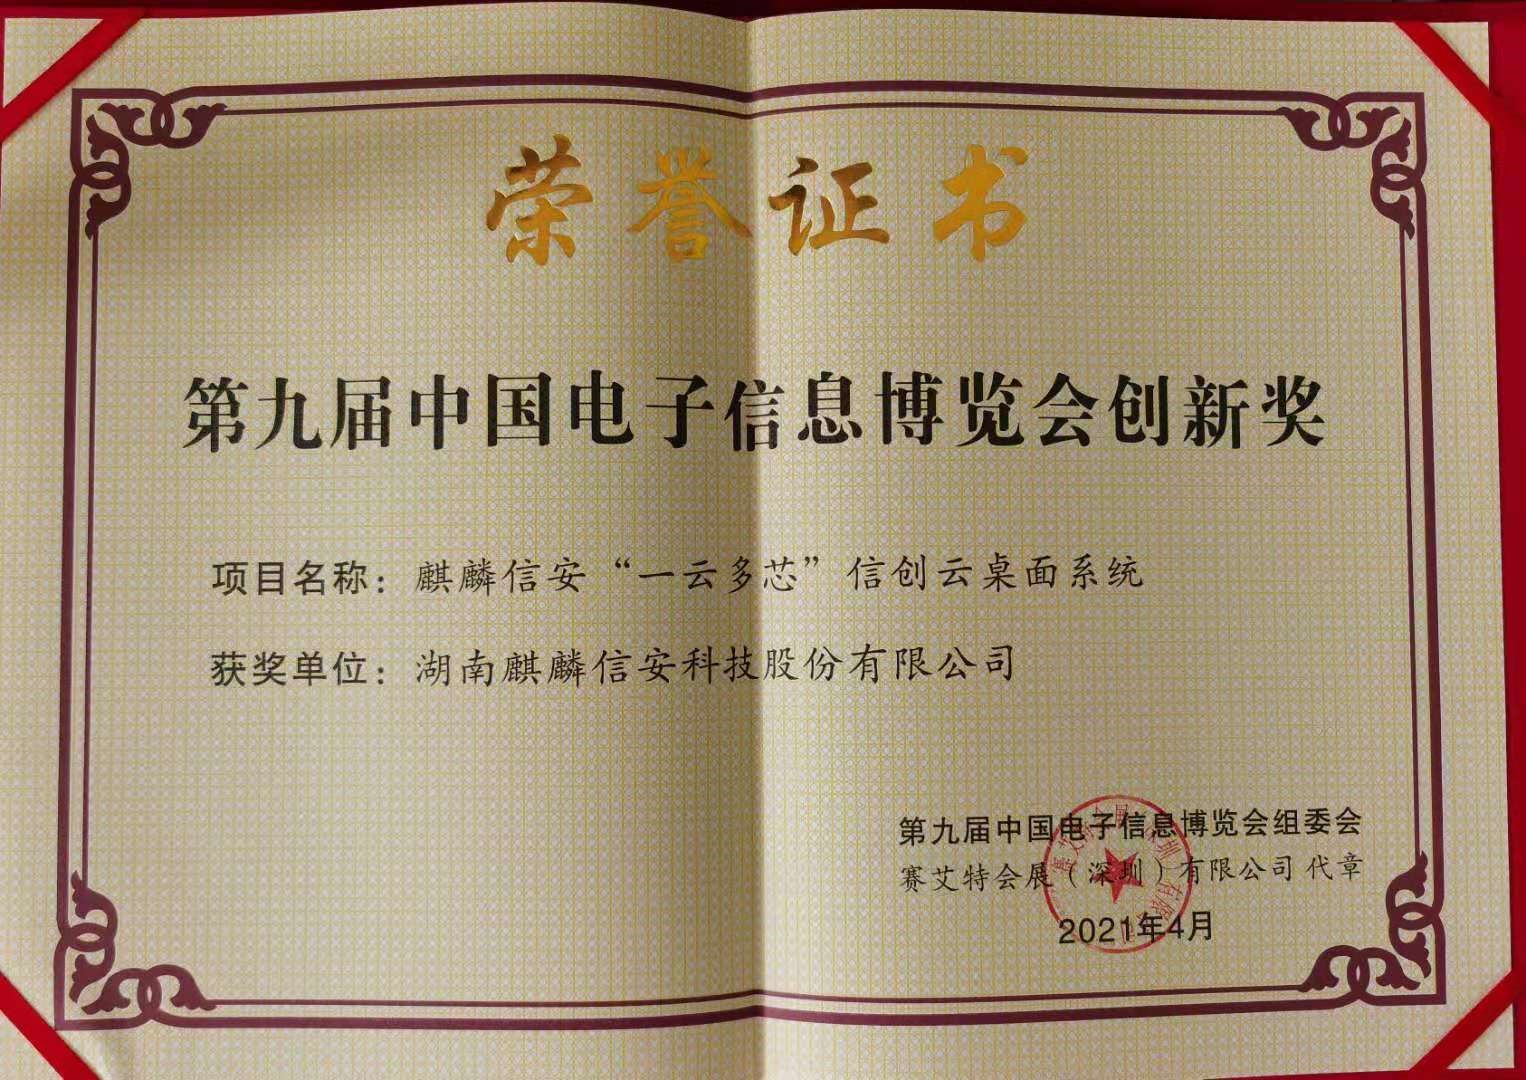 荣誉证书
第九届中国电子信息博览会创新奖
项目名称：麒麟信安“一云多芯”信创云桌面系统
获奖单位：湖南麒麟信安科技股份有限公司
第九届中国电子信息博览会组委会
赛艾特会展（深圳）有限公司 代章
2021年4月